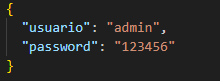 {
"usuario": "admin",
"password": "123456"
}